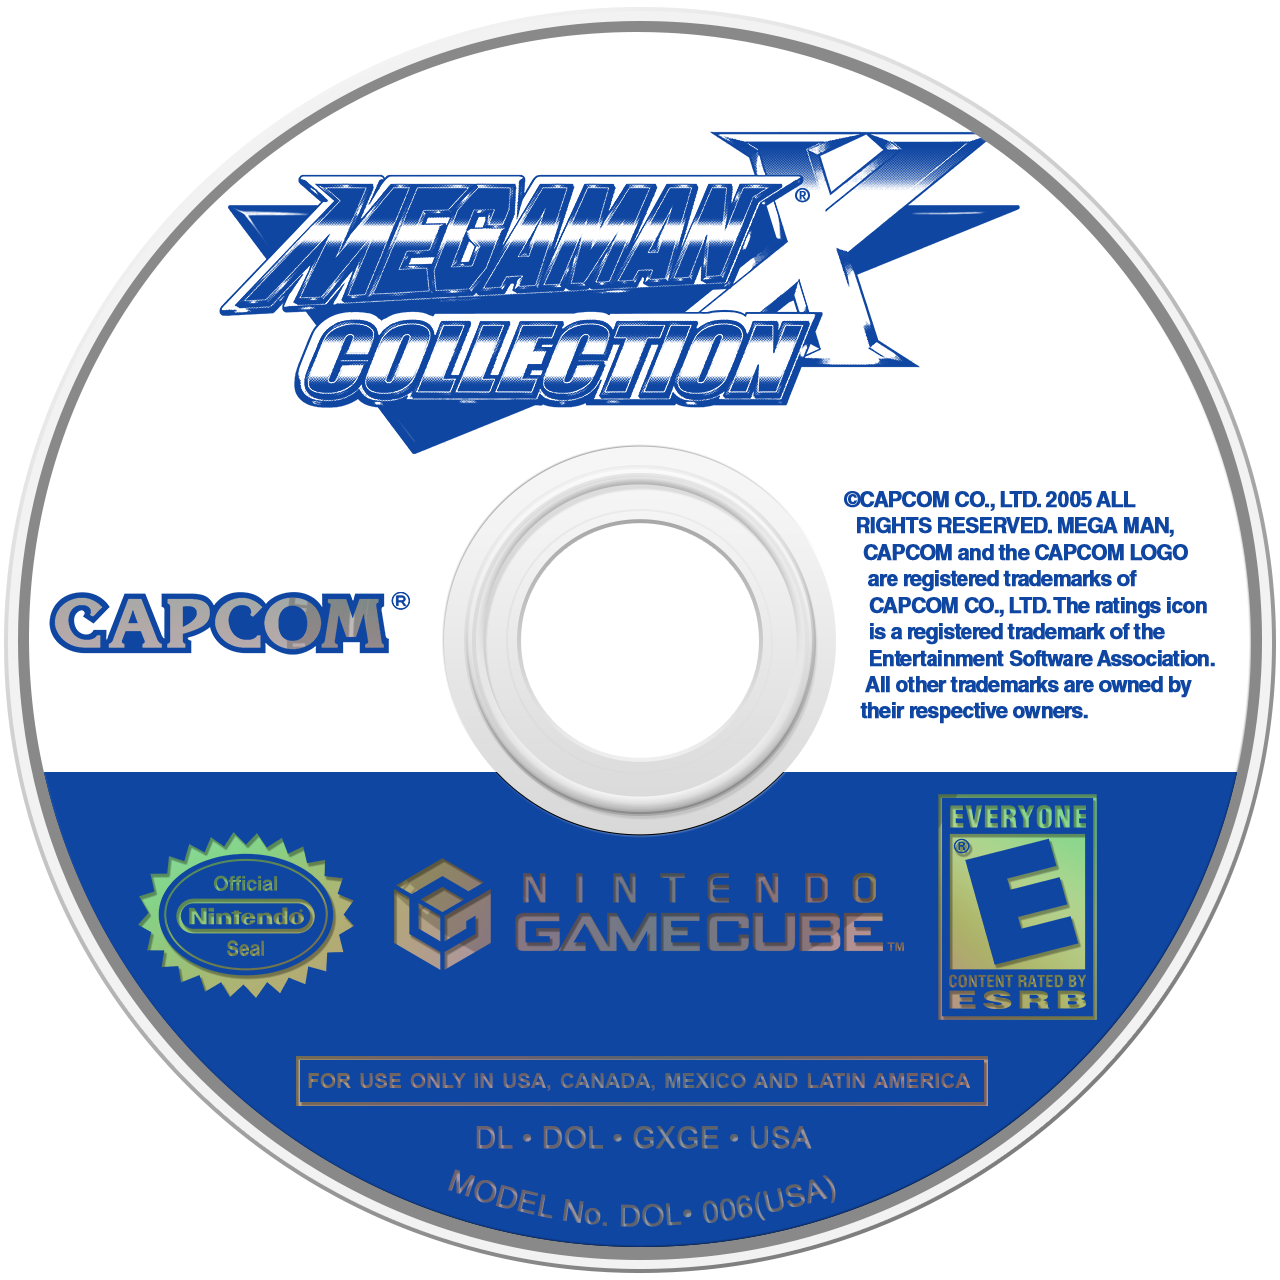 MEGAMAN X®
COLLECTION
©CAPCOM CO., LTD. 2005 ALL
RIGHTS RESERVED. MEGA MAN,
CAPCOM and the CAPCOM LOGO
are registered trademarks of
CAPCOM CO., LTD. The ratings icon
is a registered trademark of the
Entertainment Software Association.
All other trademarks are owned by
their respective owners.
CAPCOM®
Official
Nintendo®
Seal
NINTENDO
GAMECUBE™
EVERYONE
®
E
CONTENT RATED BY
ESRB
FOR USE ONLY IN USA, CANADA, MEXICO AND LATIN AMERICA
DL • DOL • GXGE • USA
MODEL No. DOL• 006(USA)